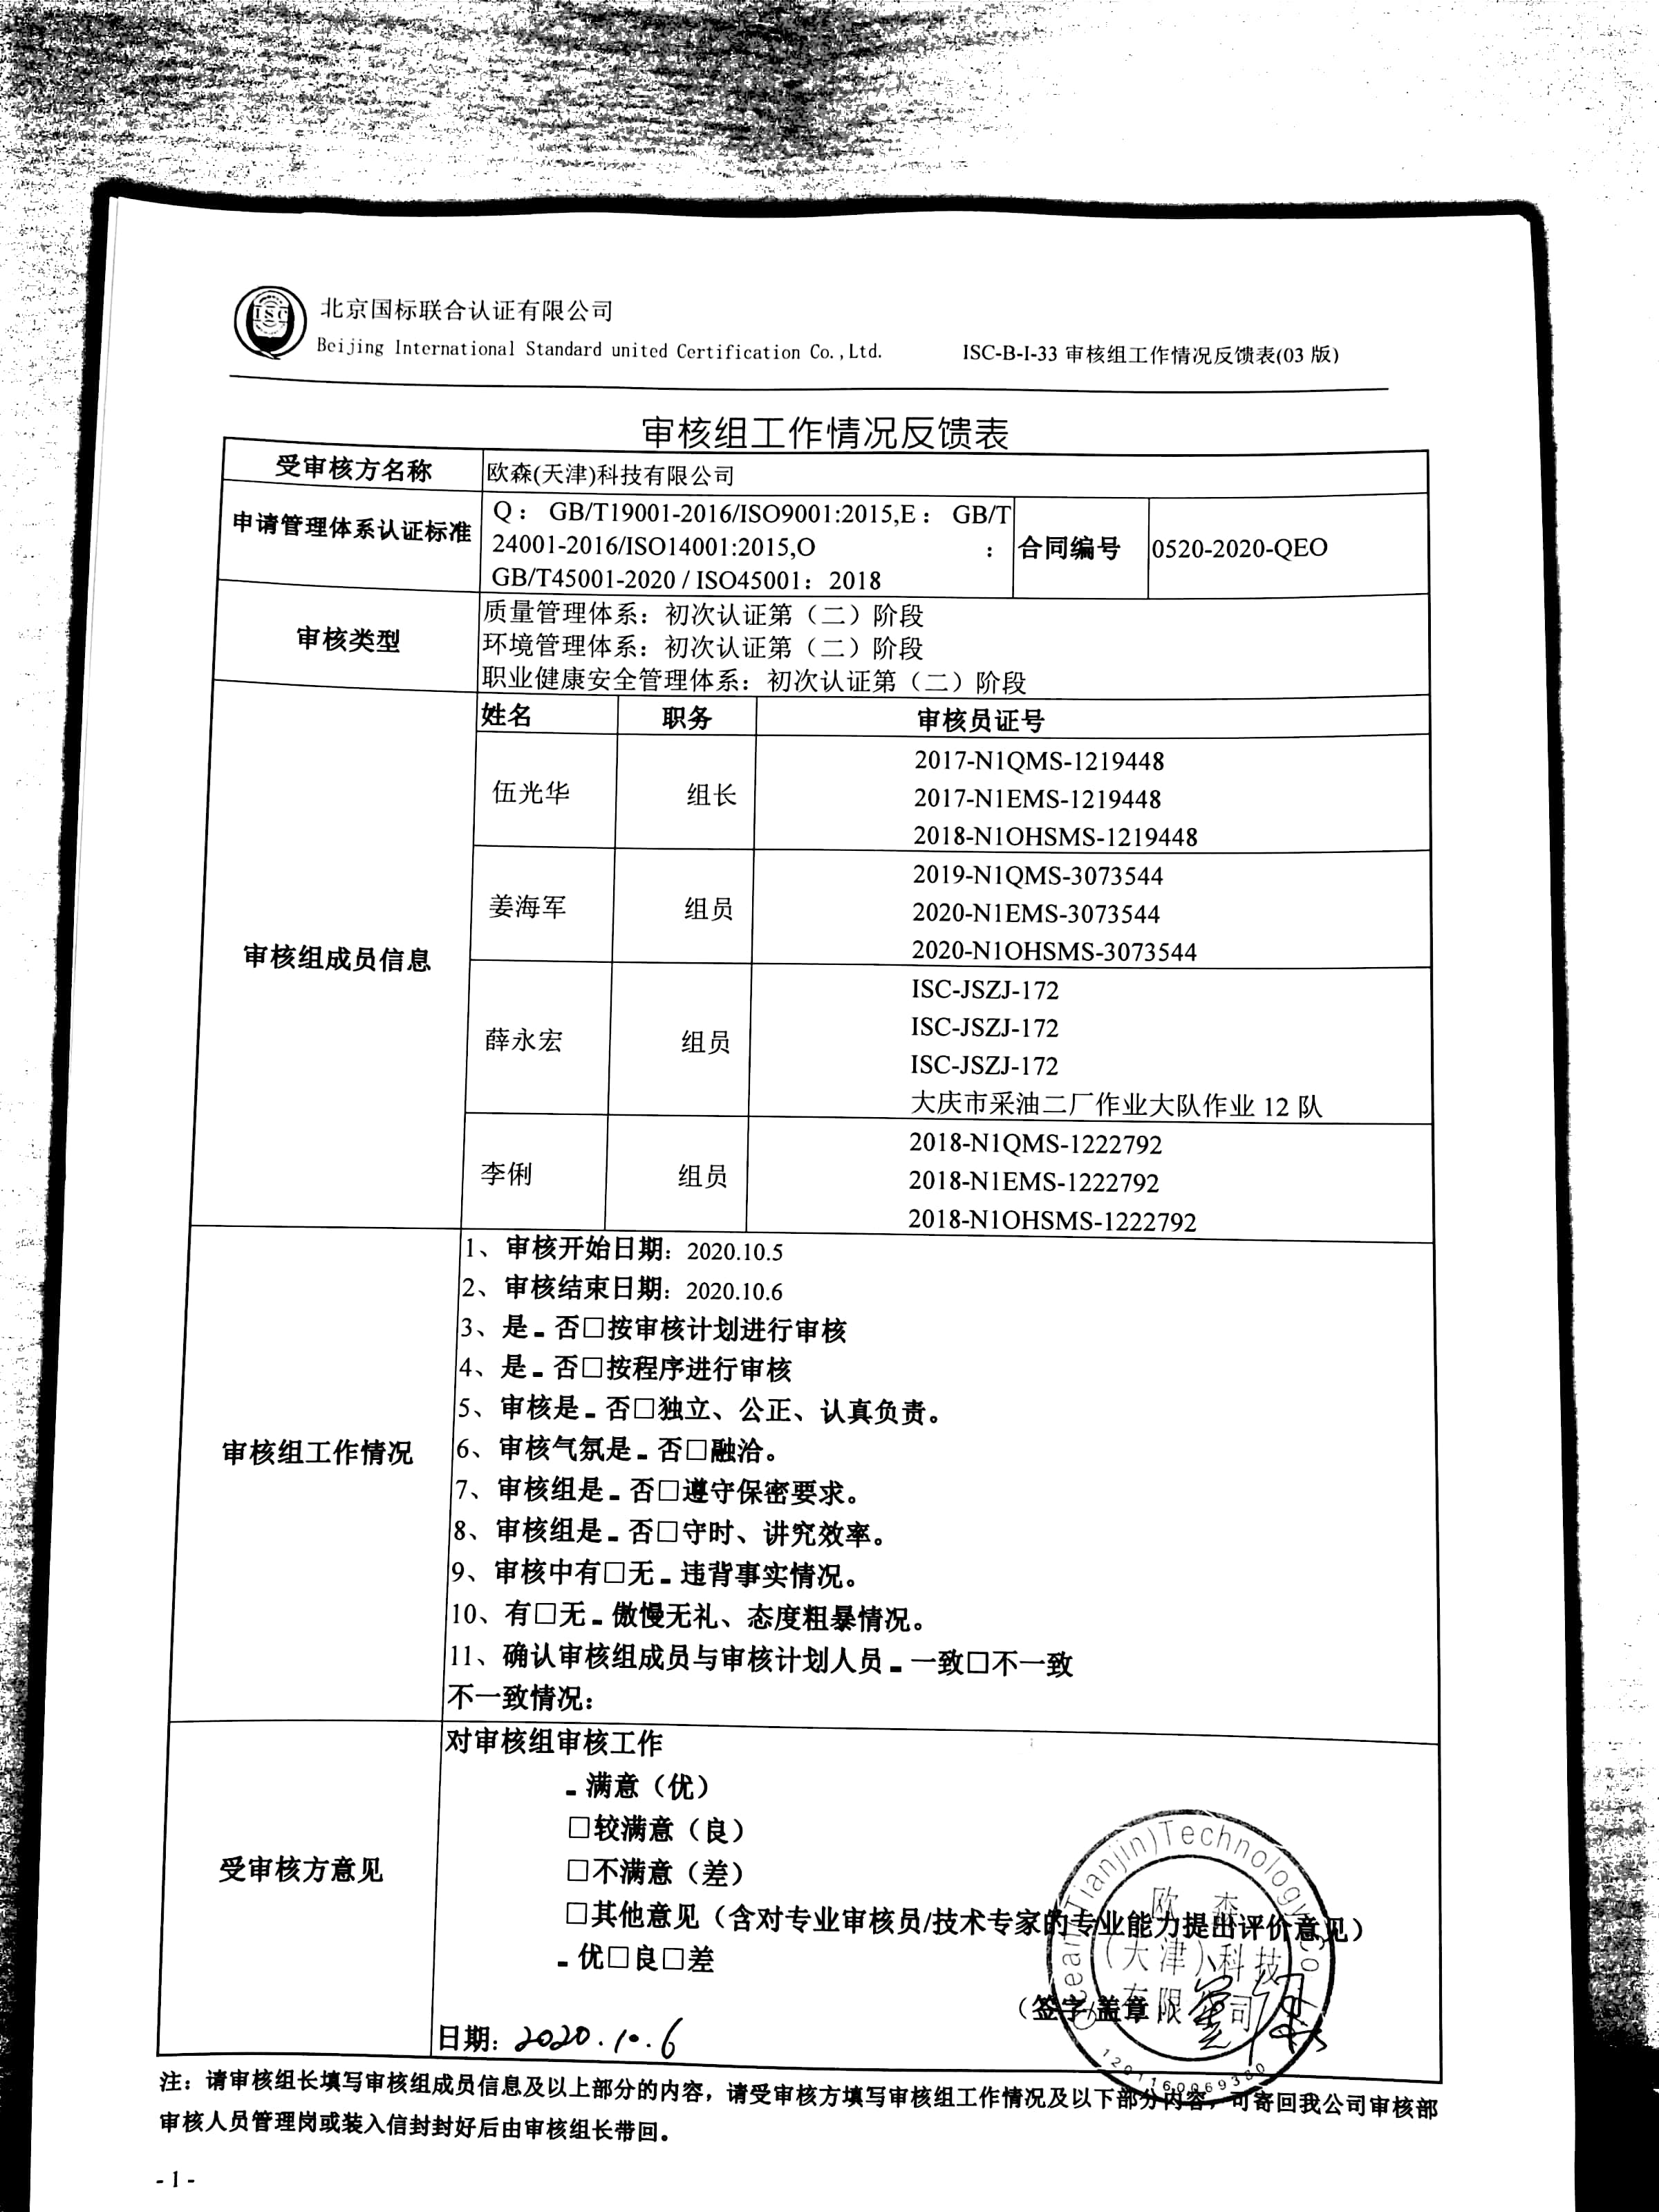 ISC
北京国标联合认证有限公司
Beijing International Standard united Certification Co.,Ltd.
ISC-B-I-33 审核组工作情况反馈表(03 版)
审核组工作情况反馈表
受审核方名称
欧森(天津)科技有限公司
申请管理体系认证标准
Q： GB/T19001-2016/ISO9001:2015,E： GB/T
24001-2016/ISO14001:2015,O ：
GB/T45001-2020 / ISO45001：2018
合同编号
0520-2020-QEO
审核类型
质量管理体系：初次认证第（二）阶段
环境管理体系：初次认证第（二）阶段
职业健康安全管理体系：初次认证第（二）阶段
审核组成员信息
姓名 职务 审核员证号
伍光华 组长
2017-N1QMS-1219448
2017-N1EMS-1219448
2018-N1OHSMS-1219448
姜海军 组员
2019-N1QMS-3073544
2020-N1EMS-3073544
2020-N1OHSMS-3073544
薛永宏 组员
ISC-JSZJ-172
ISC-JSZJ-172
ISC-JSZJ-172
大庆市采油二厂作业大队作业 12 队
李俐 组员
2018-N1QMS-1222792
2018-N1EMS-1222792
2018-N1OHSMS-1222792
审核组工作情况
1、审核开始日期：2020.10.5
2、审核结束日期：2020.10.6
3、是■否□按审核计划进行审核
4、是■否□按程序进行审核
5、审核是■否□独立、公正、认真负责。
6、审核气氛是■否□融洽。
7、审核组是■否□遵守保密要求。
8、审核组是■否□守时、讲究效率。
9、审核中有□无■违背事实情况。
10、有□无■傲慢无礼、态度粗暴情况。
11、确认审核组成员与审核计划人员■一致□不一致
不一致情况：
受审核方意见
对审核组审核工作
■满意（优）
□较满意（良）
□不满意（差）
□其他意见（含对专业审核员/技术专家的专业能力提出评价意见）
■优□良□差
（签字/盖章
日期：2020.10.6
(Tianjin)Technology Co
欧森
（天津）科技
有限公司
注：请审核组长填写审核组成员信息及以上部分的内容，请受审核方填写审核组工作情况及以下部分内容，可寄回我公司审核部
审核人员管理岗或装入信封封好后由审核组长带回。
- 1 -